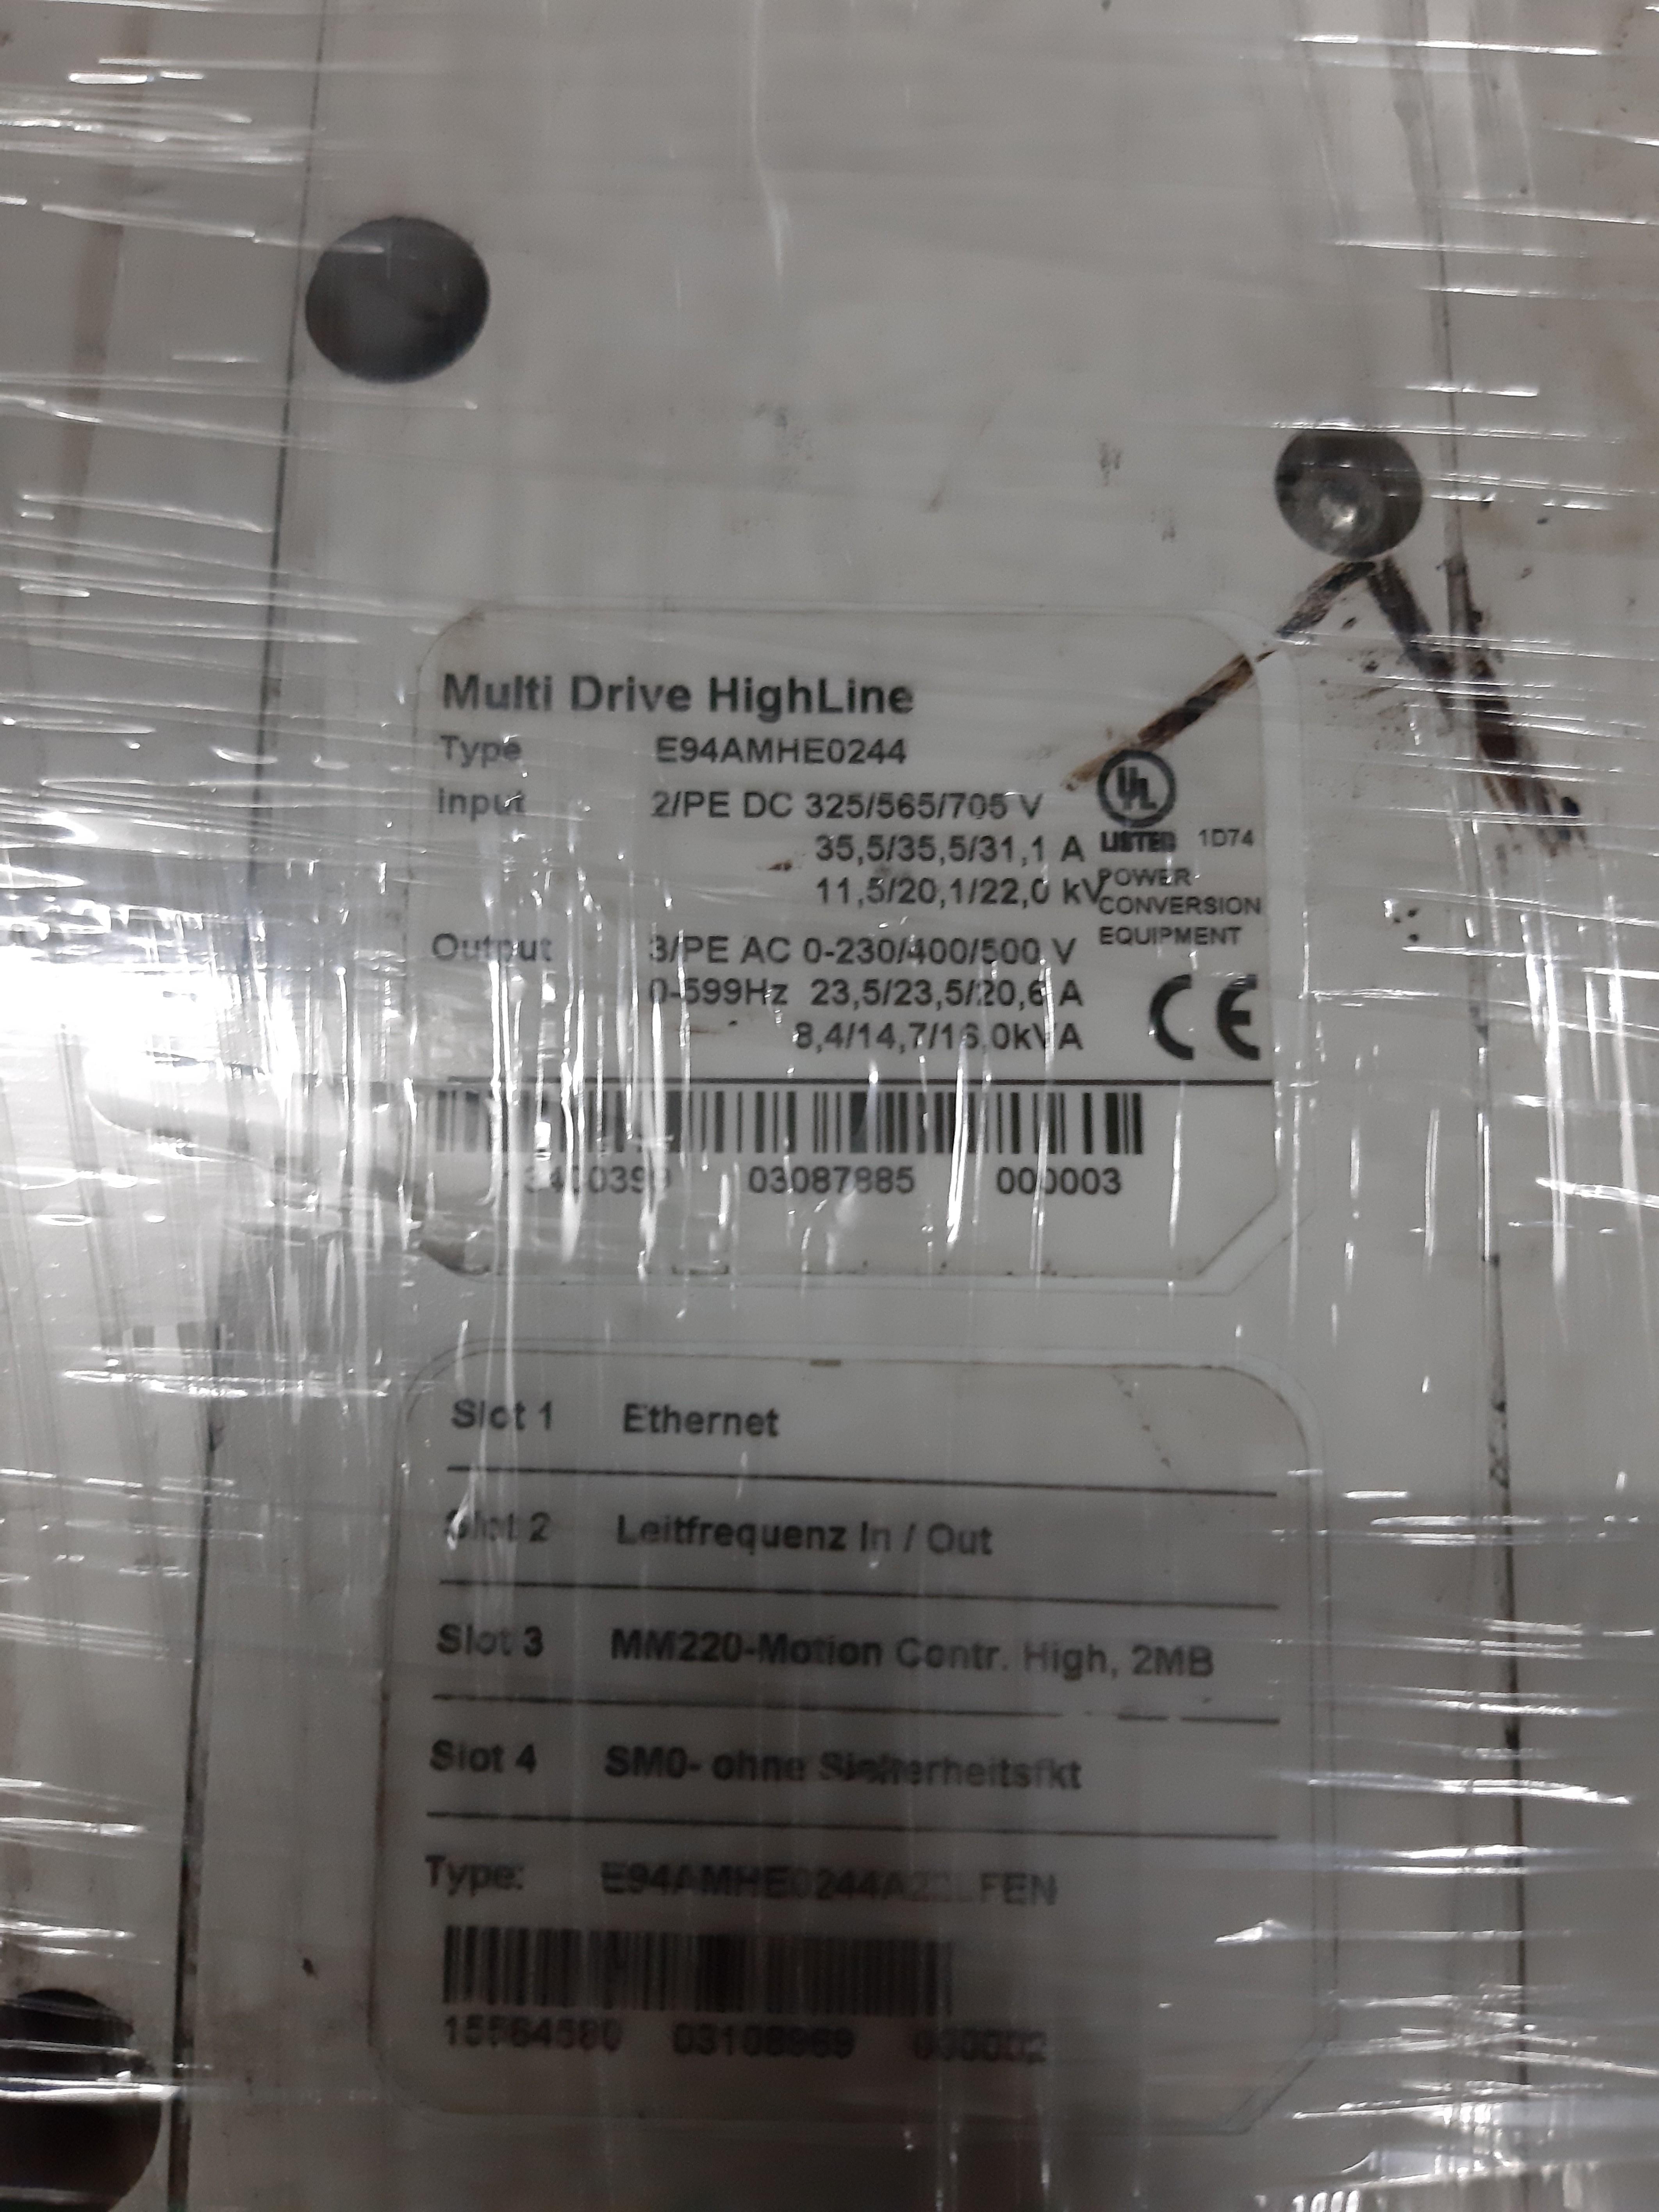 Multi Drive HighLine
Type E94AMHE0244
Input 2/PE DC 325/565/705 V
35,5/35,5/31,1 A
11,5/20,1/22,0 kV
UL
LISTED 1D74
POWER
CONVERSION
EQUIPMENT
Output 3/PE AC 0-230/400/500 V
0-599Hz 23,5/23,5/20,6 A
8,4/14,7/16,0kVA
CE
03087885 000003
Slot 1 Ethernet
Slot 2 Leitfrequenz In / Out
Slot 3 MM220-Motion Contr. High, 2MB
Slot 4 SM0- ohne Sicherheitsfkt
Type: